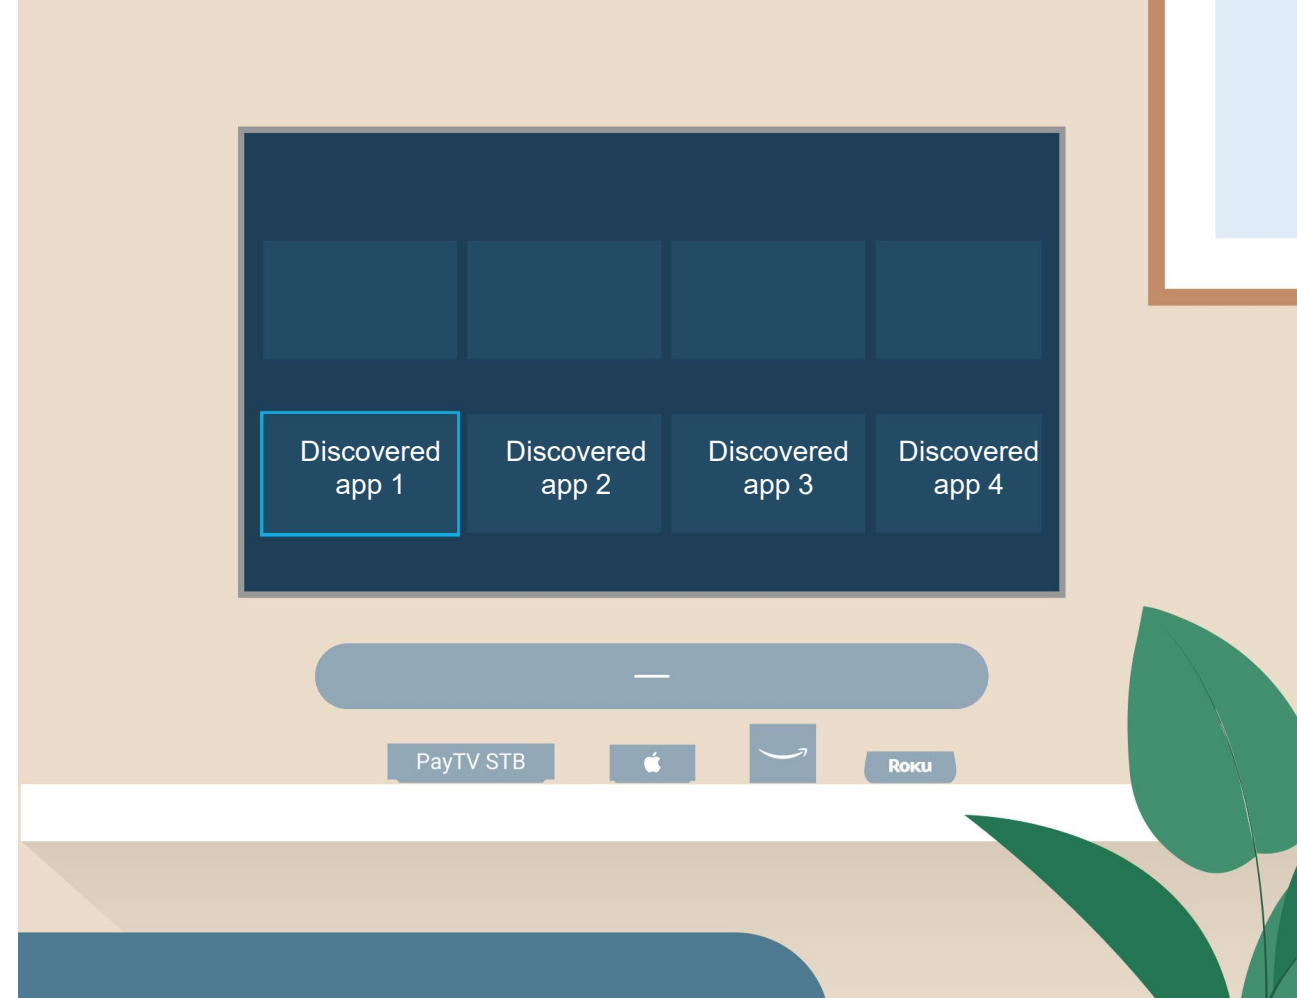 Discovered
app 1
Discovered
app 2
Discovered
app 3
Discovered
app 4
PayTV STB
Roku